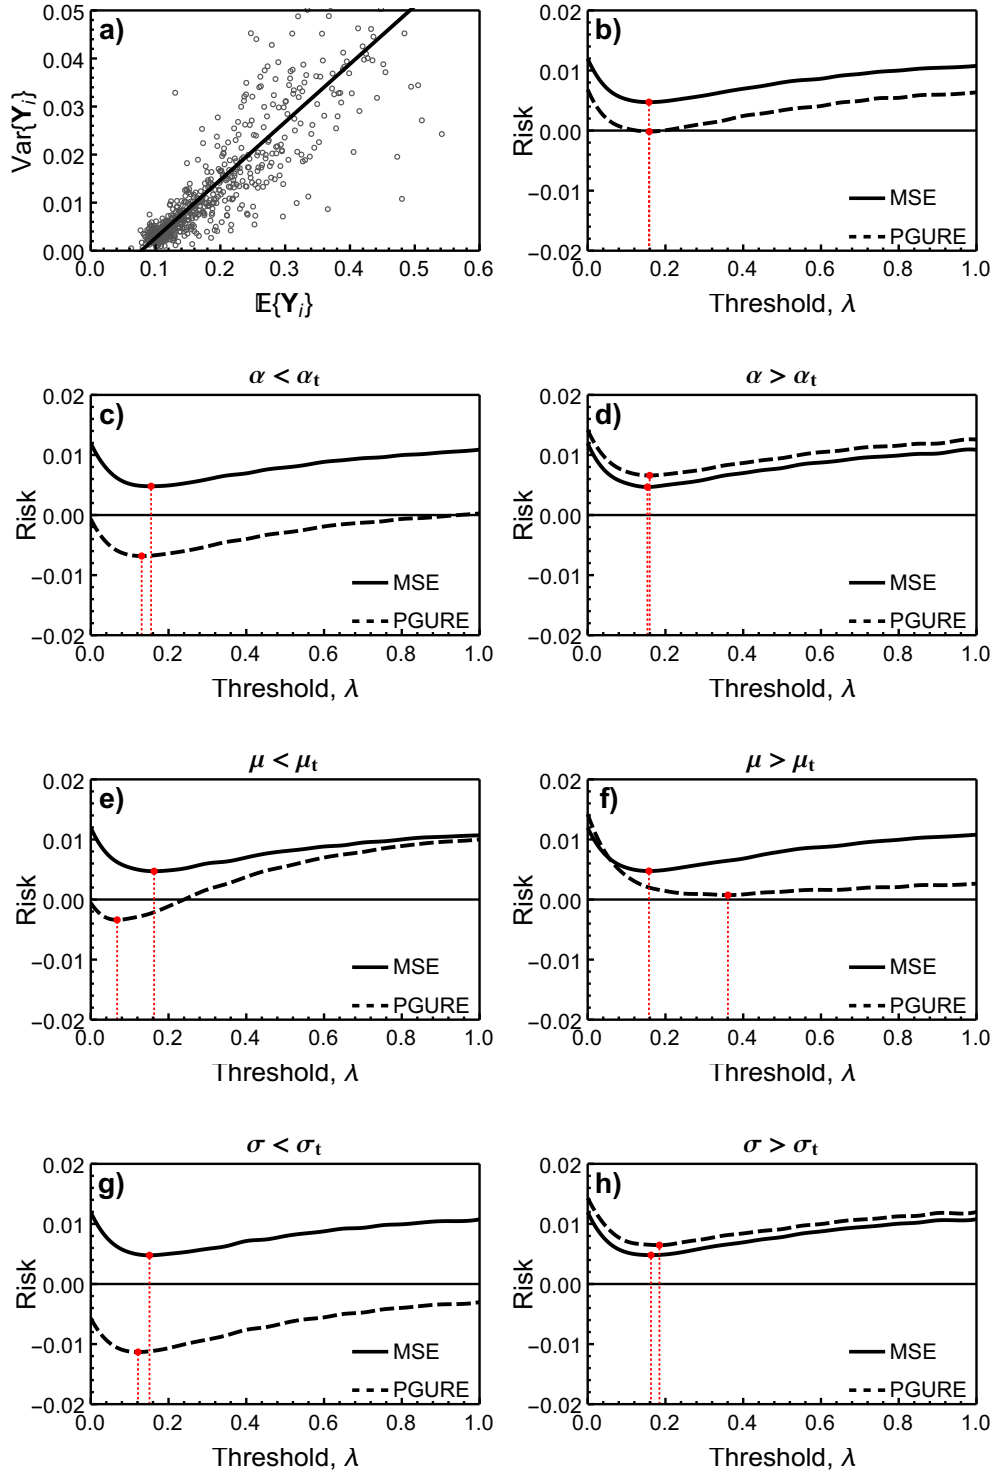 a)
0.05
0.04
0.03
0.02
0.01
0.00
Var{Y_i}
0.0 0.1 0.2 0.3 0.4 0.5 0.6
𝔼{Y_i}
b)
0.02
0.01
0.00
−0.01
−0.02
Risk
MSE
PGURE
0.0 0.2 0.4 0.6 0.8 1.0
Threshold, λ
α < α_t
c)
0.02
0.01
0.00
−0.01
−0.02
Risk
MSE
PGURE
0.0 0.2 0.4 0.6 0.8 1.0
Threshold, λ
α > α_t
d)
0.02
0.01
0.00
−0.01
−0.02
Risk
MSE
PGURE
0.0 0.2 0.4 0.6 0.8 1.0
Threshold, λ
μ < μ_t
e)
0.02
0.01
0.00
−0.01
−0.02
Risk
MSE
PGURE
0.0 0.2 0.4 0.6 0.8 1.0
Threshold, λ
μ > μ_t
f)
0.02
0.01
0.00
−0.01
−0.02
Risk
MSE
PGURE
0.0 0.2 0.4 0.6 0.8 1.0
Threshold, λ
σ < σ_t
g)
0.02
0.01
0.00
−0.01
−0.02
Risk
MSE
PGURE
0.0 0.2 0.4 0.6 0.8 1.0
Threshold, λ
σ > σ_t
h)
0.02
0.01
0.00
−0.01
−0.02
Risk
MSE
PGURE
0.0 0.2 0.4 0.6 0.8 1.0
Threshold, λ